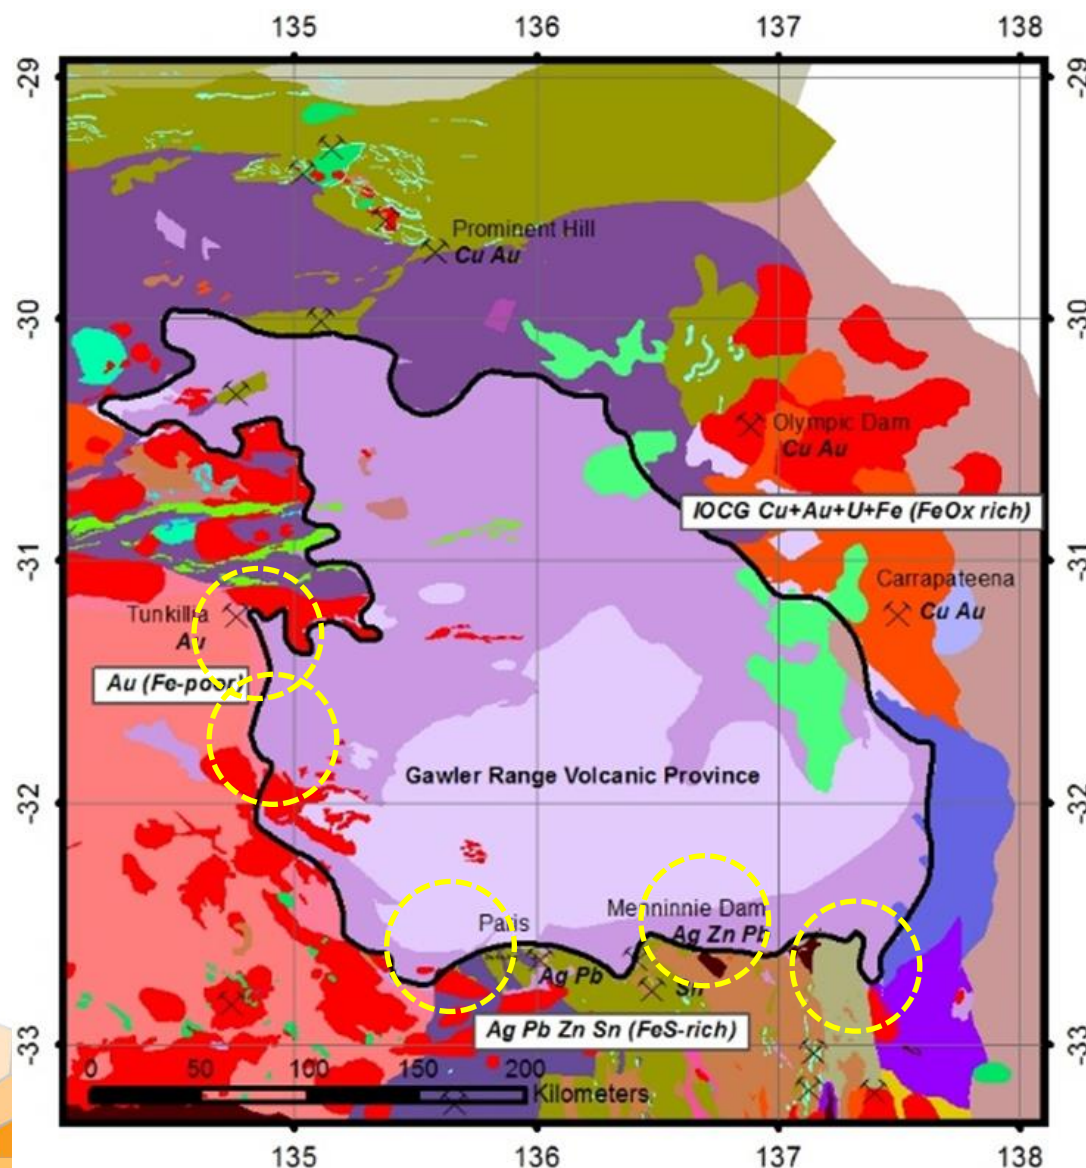 135 136 137 138
-29 -29
Prominent Hill
Cu Au
-30 -30
Olympic Dam
Cu Au
IOCG Cu+Au+U+Fe (FeOx rich)
-31 -31
Carrapateena
Cu Au
Tunkillia
Au
Au (Fe-poor)
Gawler Range Volcanic Province
-32 -32
Menninnie Dam
Ag Zn Pb
Paris
Ag Pb
Sn
Ag Pb Zn Sn (FeS-rich)
-33 -33
0 50 100 150 200
Kilometers
135 136 137 138